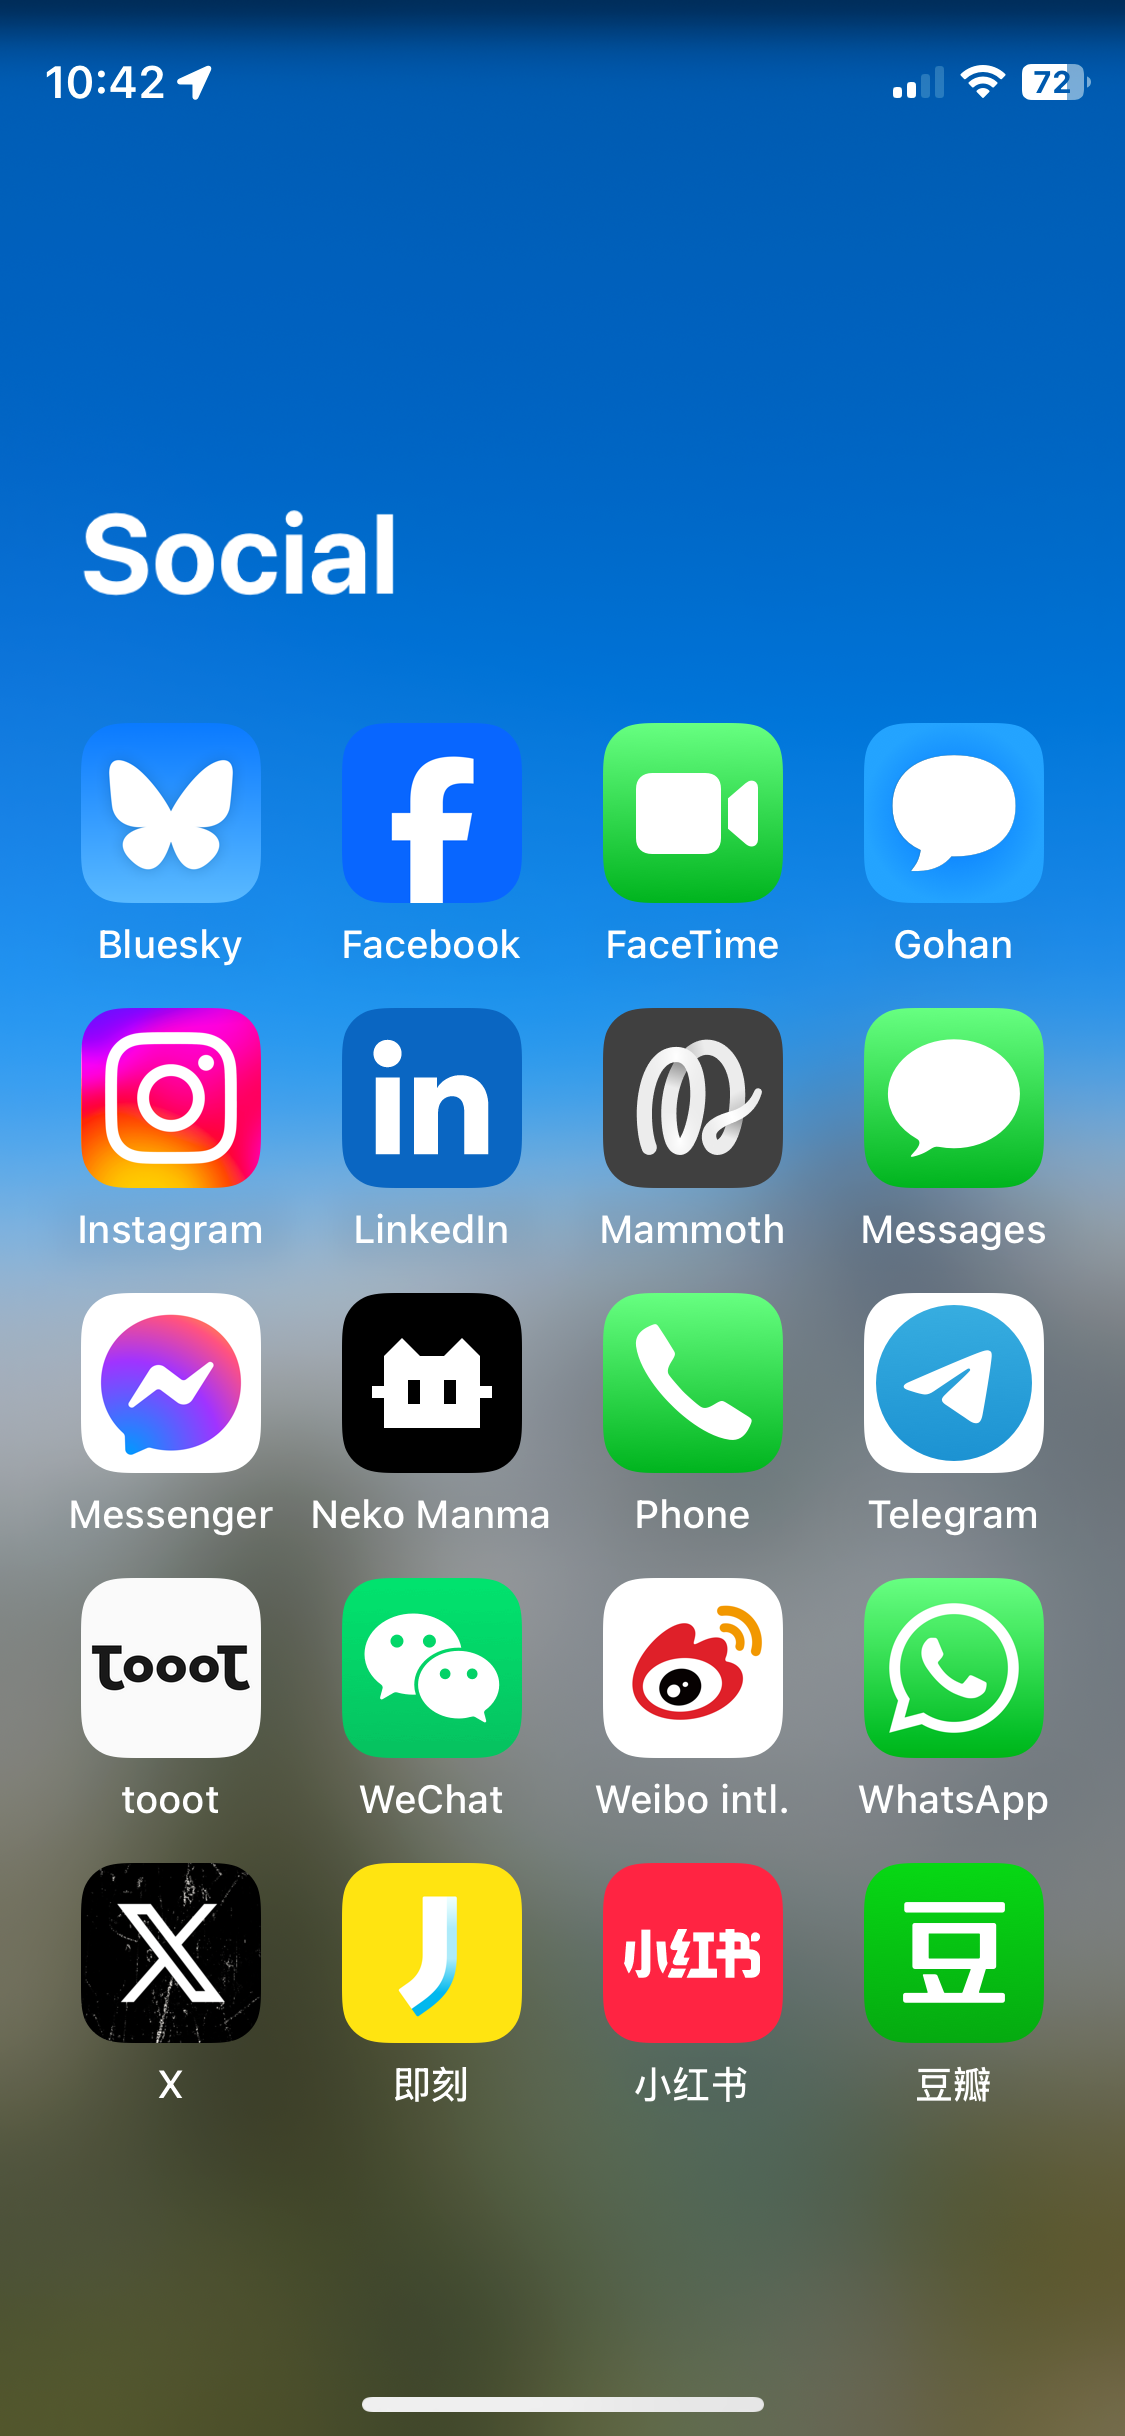 10:42
72
Social
Bluesky Facebook FaceTime Gohan
in
Instagram LinkedIn Mammoth Messages
Messenger Neko Manma Phone Telegram
tooot
tooot WeChat Weibo intl. WhatsApp
小红书 豆
X 即刻 小红书 豆瓣